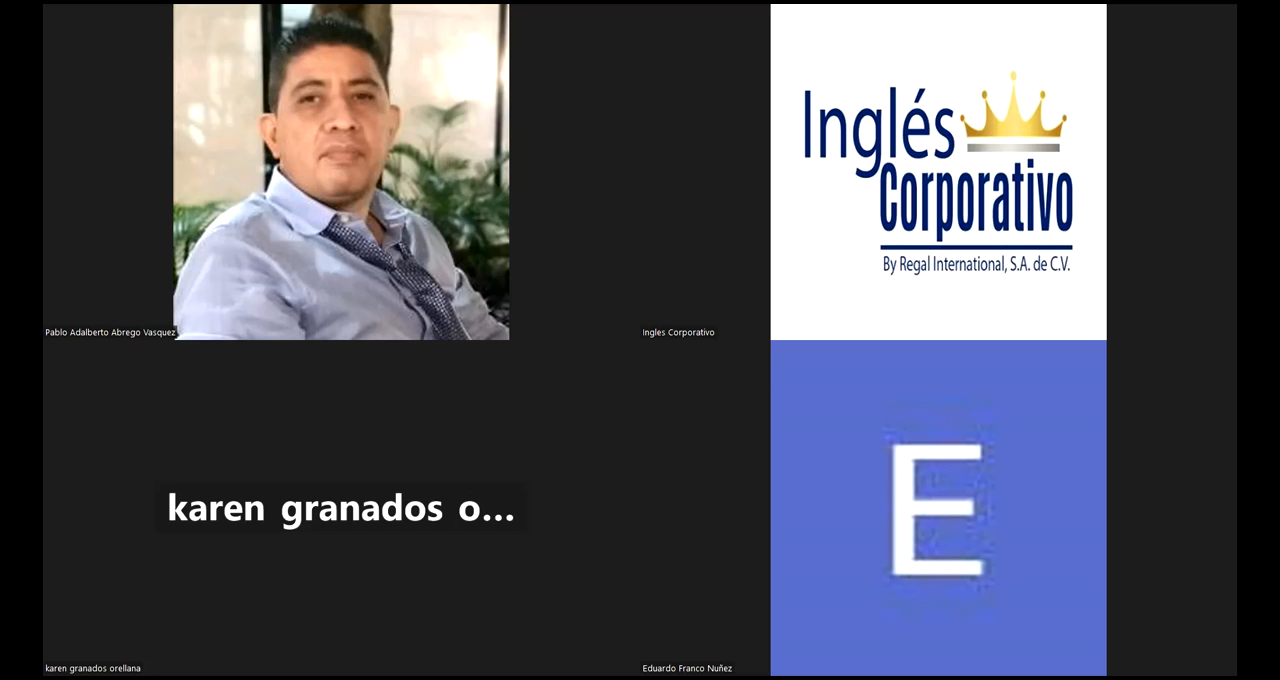 Inglés
Corporativo
By Regal International, S.A. de C.V.
Pablo Adalberto Abrego Vasquez
Ingles Corporativo
karen granados o...
E
karen granados orellana
Eduardo Franco Nuñez